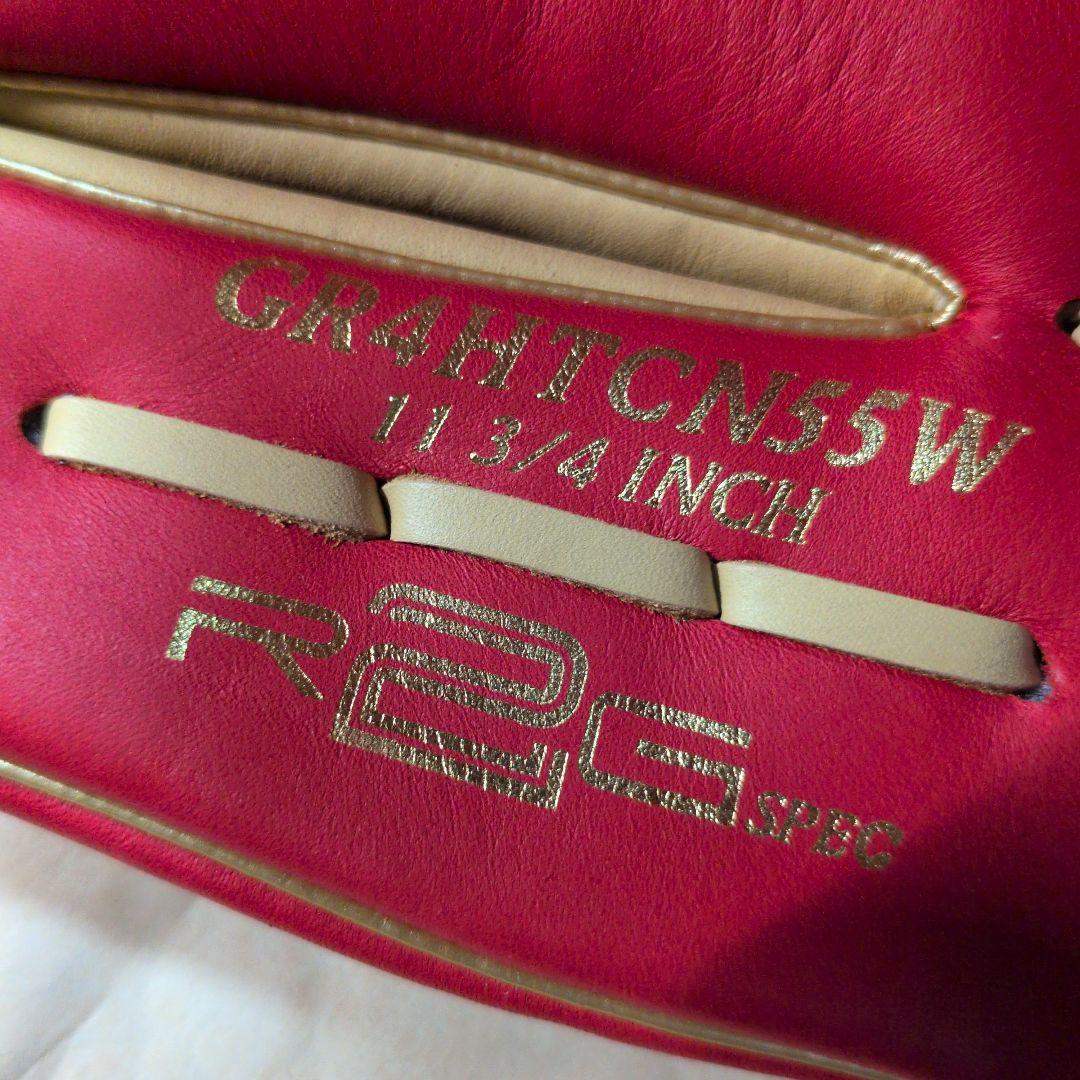 GR4HTCN55W
11 3/4 INCH
R2G SPEC